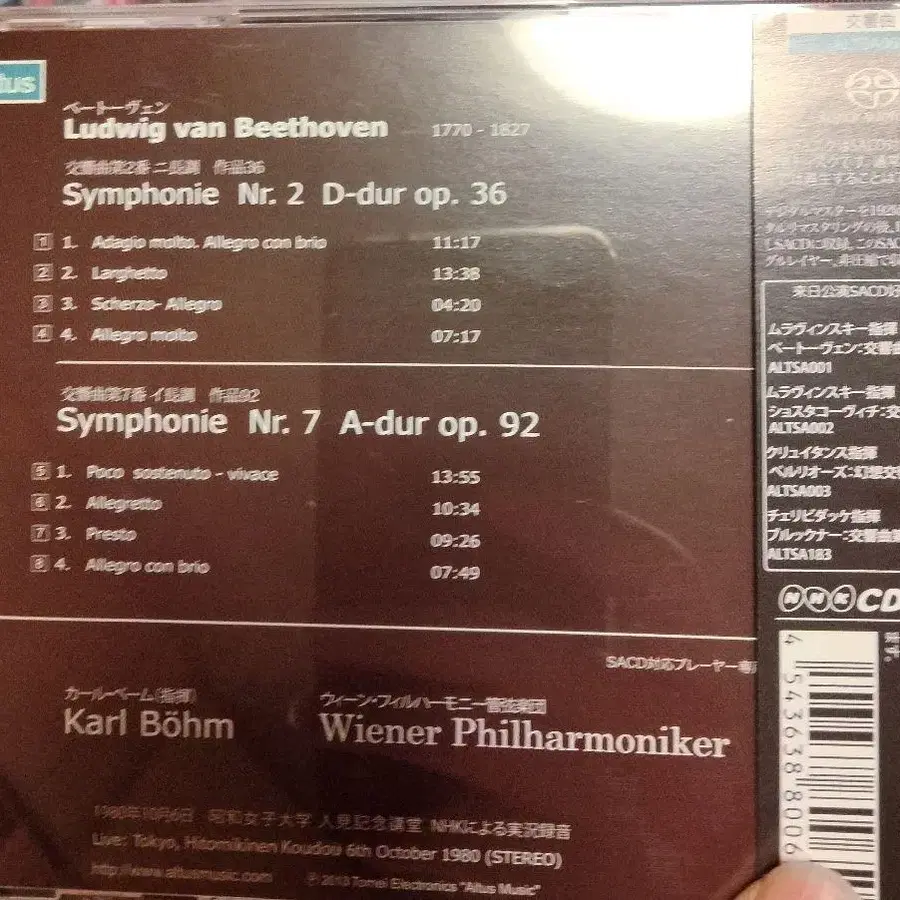 tus
ベートーヴェン
Ludwig van Beethoven 1770 - 1827
交響曲第2番 ニ長調 作品36
Symphonie Nr. 2 D-dur op. 36
1 1. Adagio molto. Allegro con brio 11:17
2 2. Larghetto 13:38
3 3. Scherzo- Allegro 04:20
4 4. Allegro molto 07:17
交響曲第7番 イ長調 作品92
Symphonie Nr. 7 A-dur op. 92
5 1. Poco sostenuto - vivace 13:55
6 2. Allegretto 10:34
7 3. Presto 09:26
8 4. Allegro con brio 07:49
SACD対応プレーヤー専
カール・ベーム(指揮) ウィーン・フィルハーモニー管弦楽団
Karl Böhm Wiener Philharmoniker
1980年10月6日 昭和女子大学 人見記念講堂 NHKによる実況録音
Live: Tokyo, Hitomikinen Koudou 6th October 1980 (STEREO)
http://www.altusmusic.com ℗ 2013 Tomei Electronics "Altus Music"
交響曲
来日公演SACD好
ムラヴィンスキー指揮
ベートーヴェン:交響曲
ALTSA001
ムラヴィンスキー指揮
ショスタコーヴィチ:交
ALTSA002
クリュイタンス指揮
ベルリオーズ:幻想交響
ALTSA003
チェリビダッケ指揮
ブルックナー:交響曲
ALTSA183
NHKCD
4 543638 8006